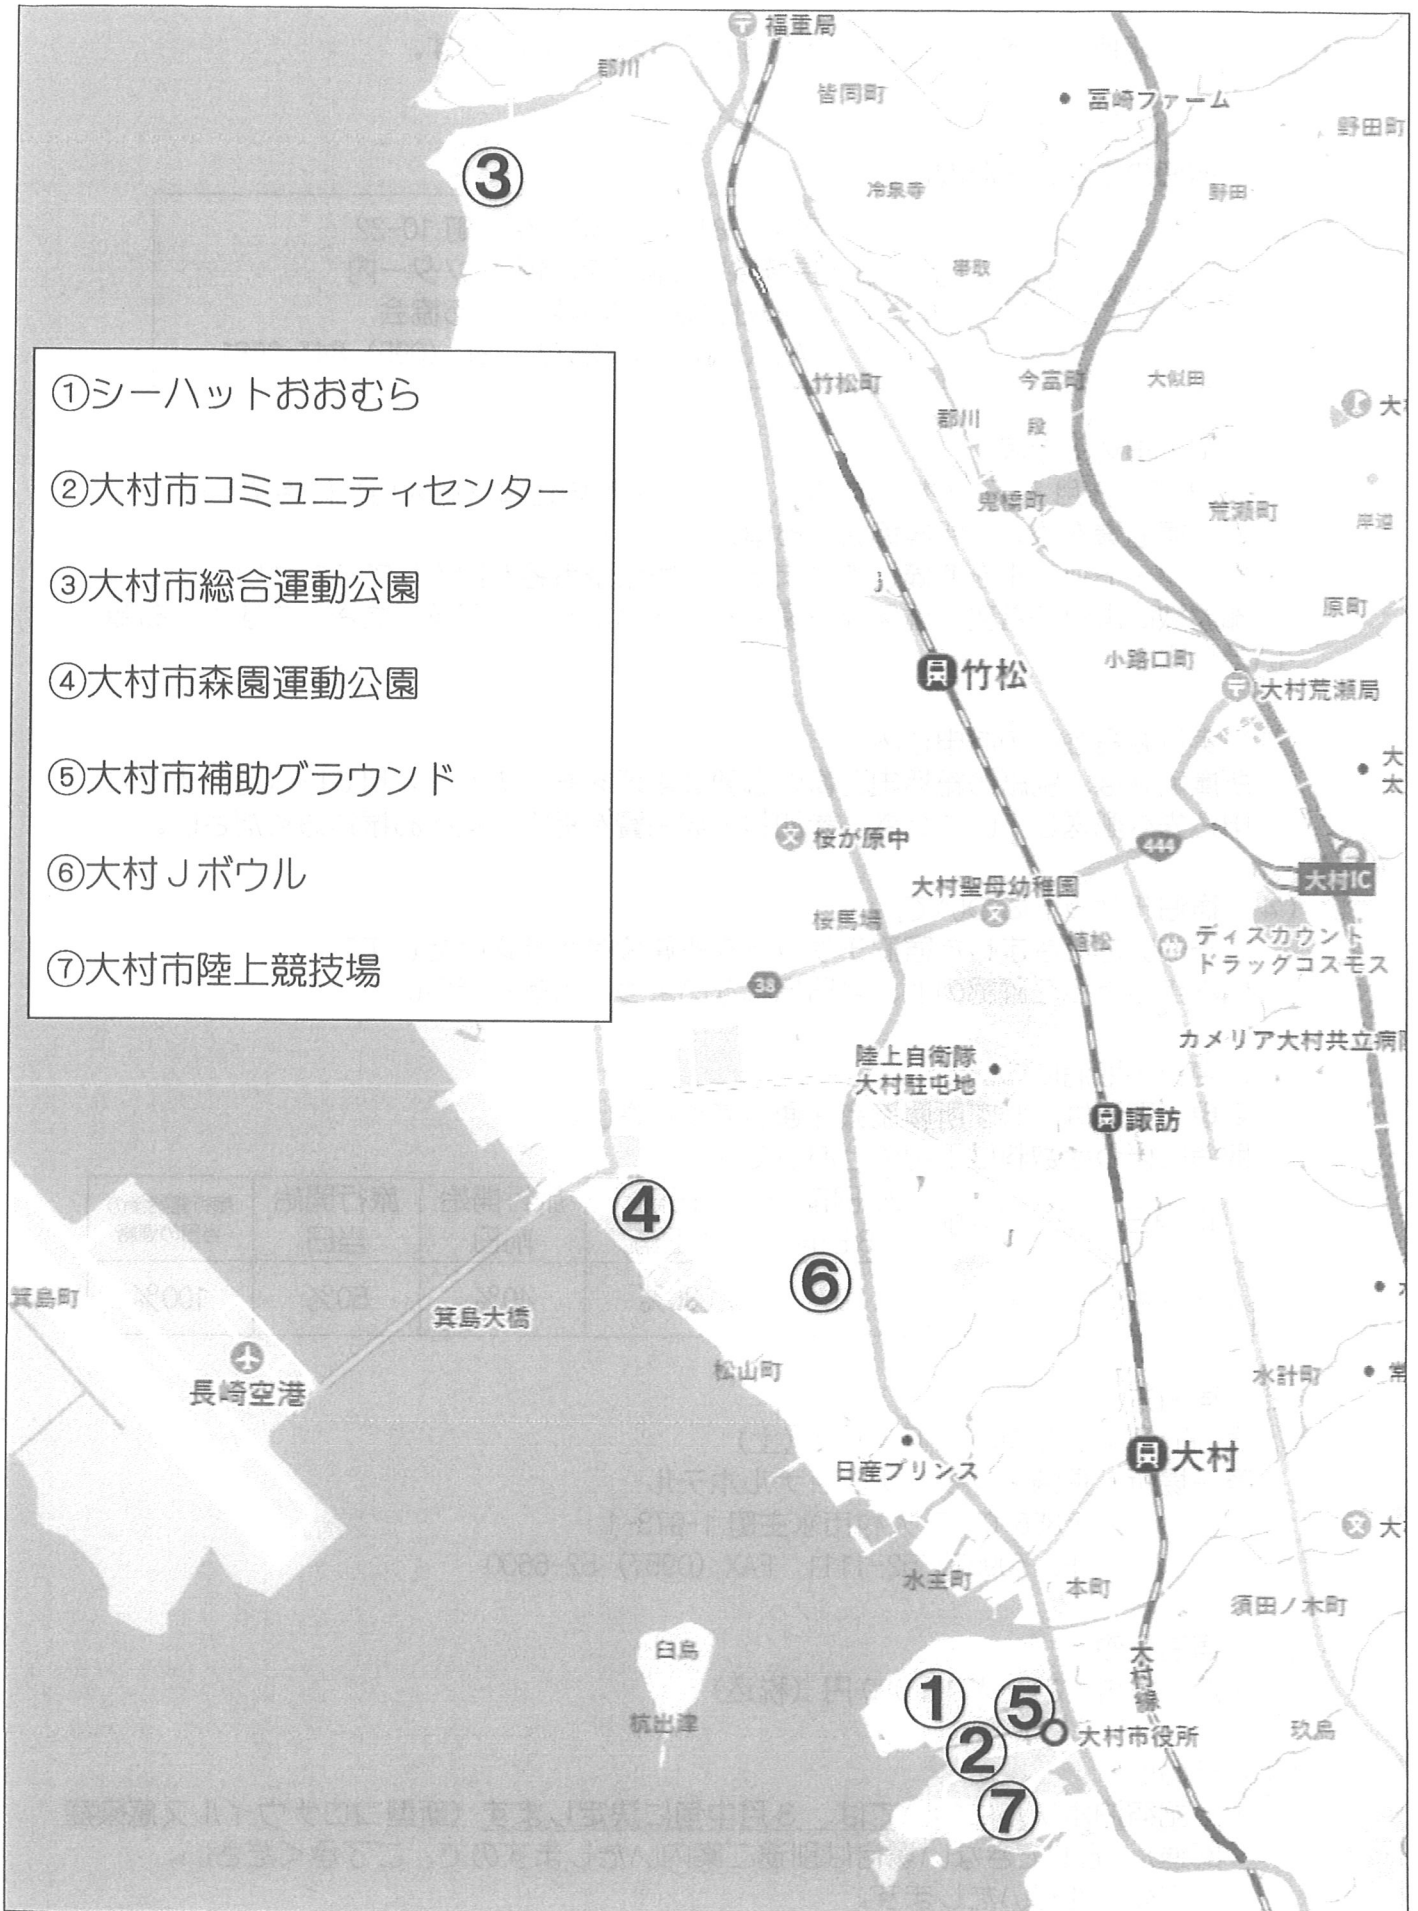 福重局
郡川
皆同町
冨崎ファーム
野田町
③
冷泉寺
野田
帯取
①シーハットおおむら
②大村市コミュニティセンター
③大村市総合運動公園
④大村市森園運動公園
⑤大村市補助グラウンド
⑥大村Jボウル
⑦大村市陸上競技場
竹松町
今富町
大似田
郡川
段
鬼橋町
荒瀬町
岸道
原町
竹松
小路口町
大村荒瀬局
桜が原中
444
大村IC
大村聖母幼稚園
桜馬場
植松
ディスカウント
ドラッグコスモス
38
カメリア大村共立病
陸上自衛隊
大村駐屯地
諏訪
④
⑥
箕島町
箕島大橋
長崎空港
松山町
水計町
日産プリンス
大村
水主町
本町
須田ノ木町
臼島
杭出津
大村線
①
⑤
②
大村市役所
玖島
⑦